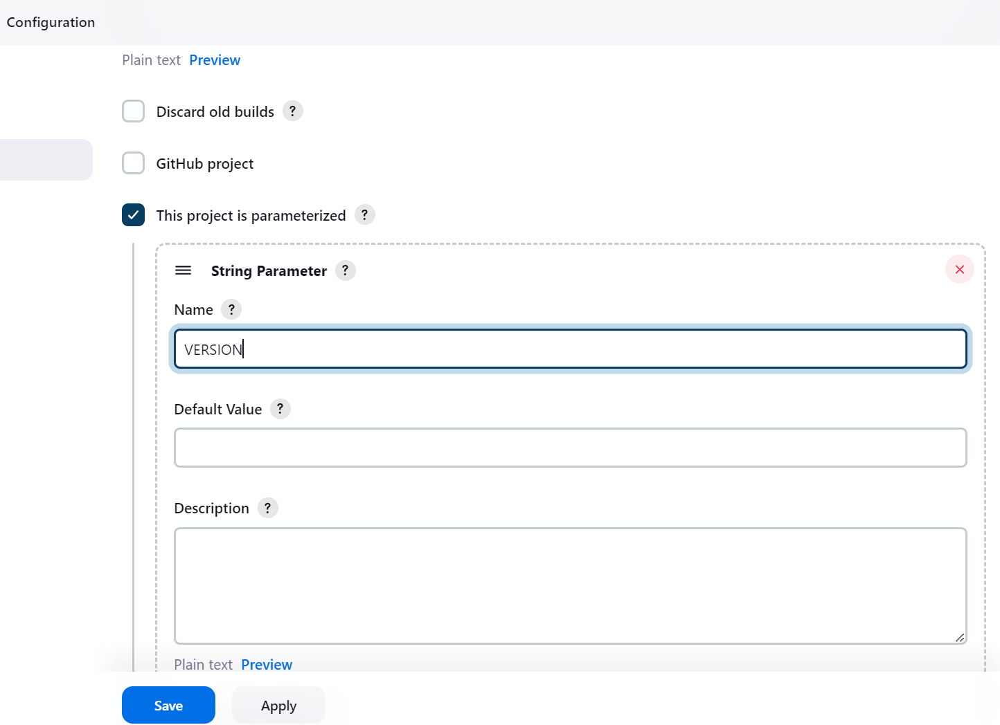 Configuration
Plain text Preview
Discard old builds ?
GitHub project
This project is parameterized ?
String Parameter ?
Name ?
VERSION
Default Value ?
Description ?
Plain text Preview
Save Apply